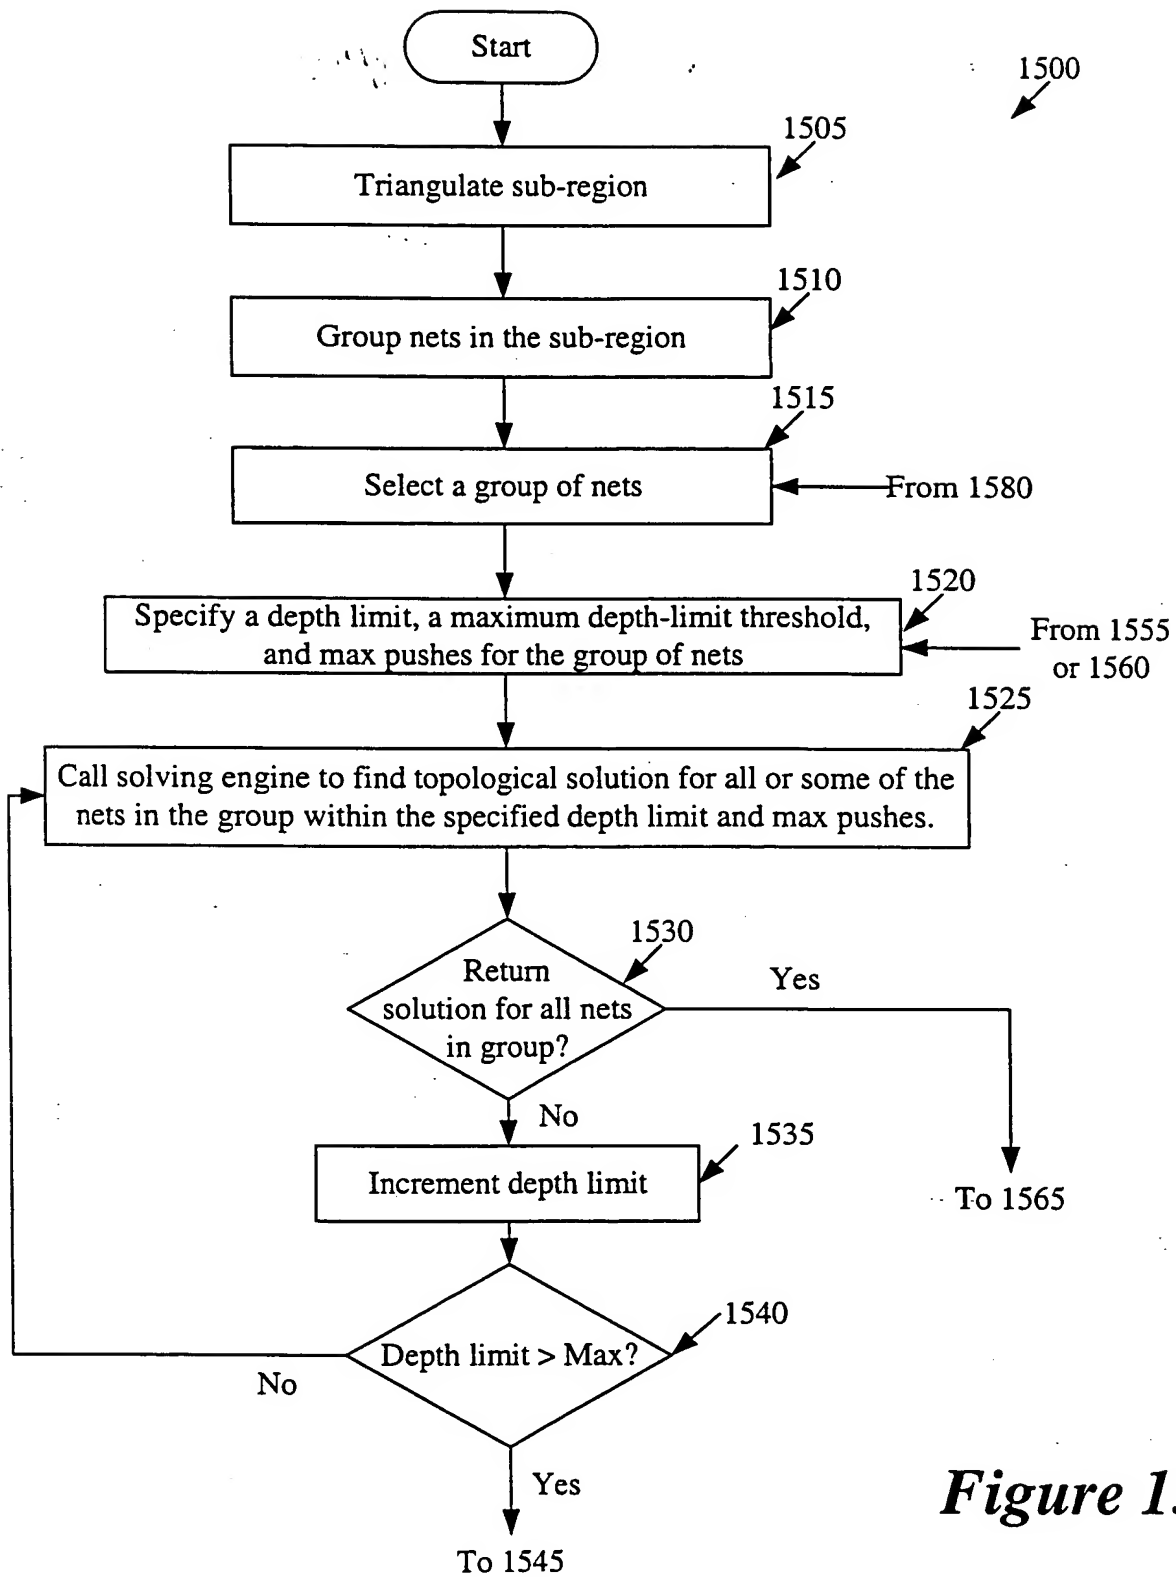 Start
1500
1505
Triangulate sub-region
1510
Group nets in the sub-region
1515
Select a group of nets
From 1580
1520
Specify a depth limit, a maximum depth-limit threshold,
and max pushes for the group of nets
From 1555
or 1560
1525
Call solving engine to find topological solution for all or some of the
nets in the group within the specified depth limit and max pushes.
1530
Return
solution for all nets
in group?
Yes
No
1535
Increment depth limit
To 1565
1540
Depth limit > Max?
No
Yes
To 1545
Figure